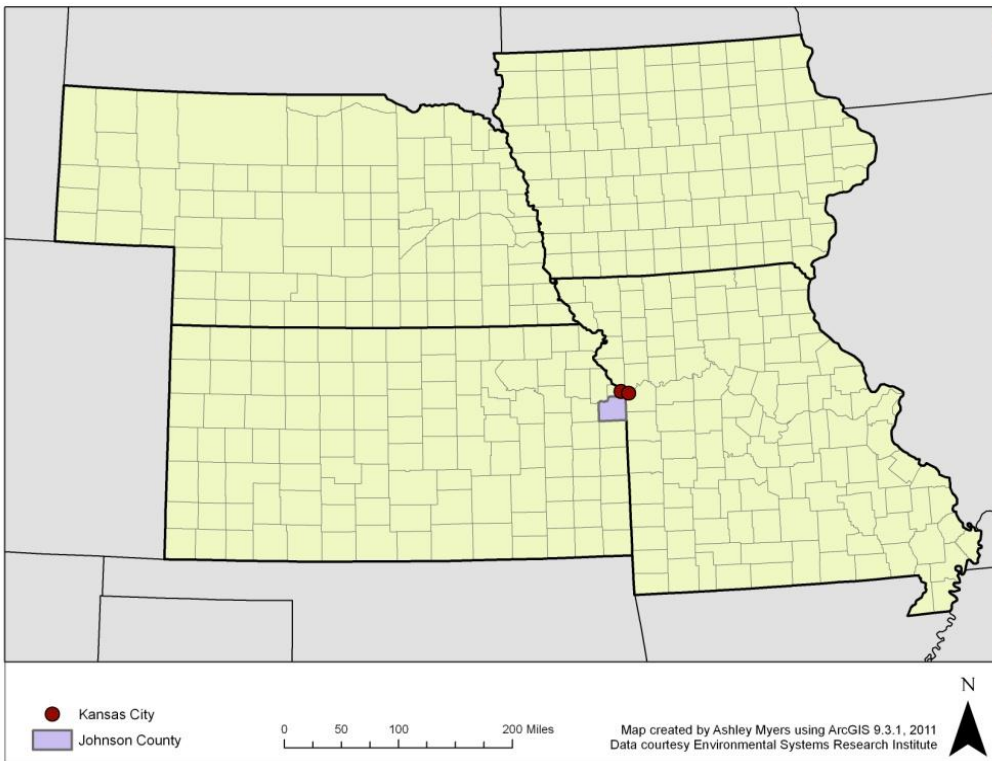 N
Kansas City
Johnson County
0 50 100 200 Miles
Map created by Ashley Myers using ArcGIS 9.3.1, 2011
Data courtesy Environmental Systems Research Institute